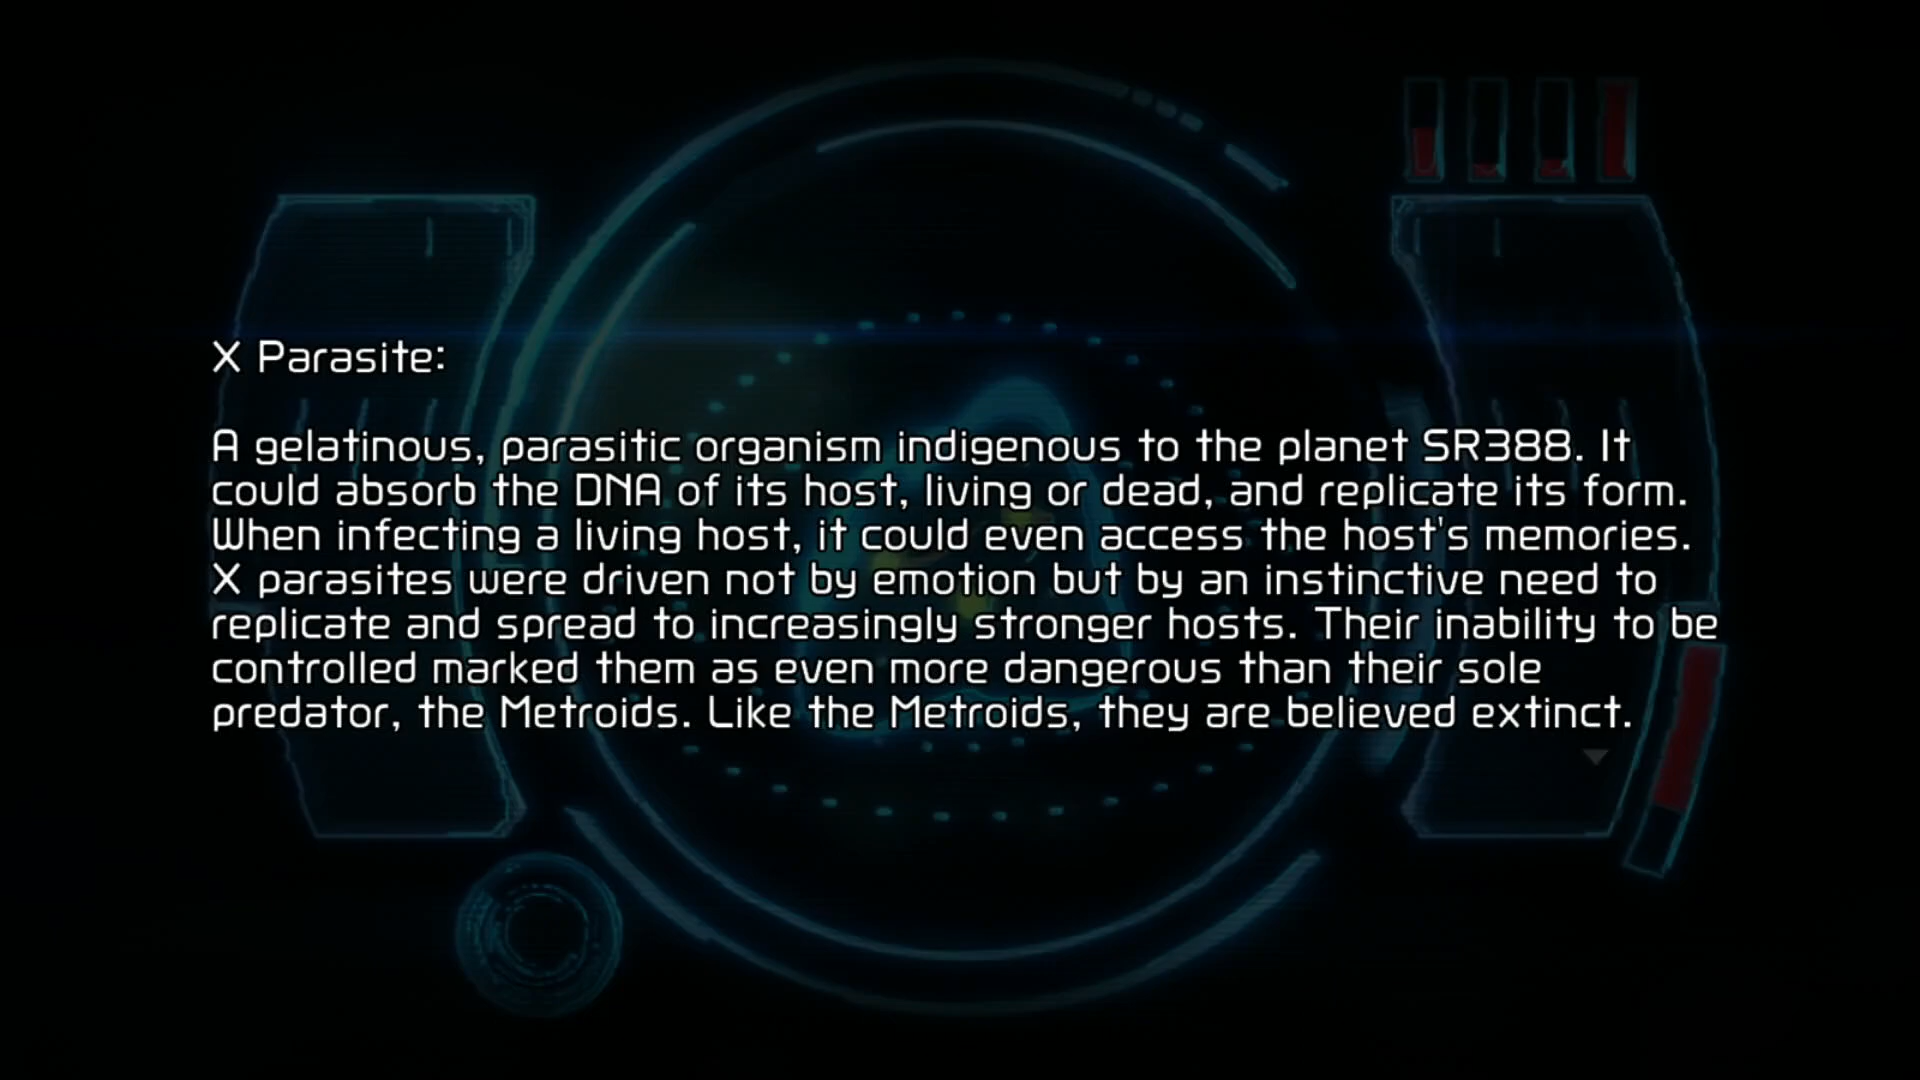 X Parasite:
A gelatinous, parasitic organism indigenous to the planet SR388. It
could absorb the DNA of its host, living or dead, and replicate its form.
When infecting a living host, it could even access the host's memories.
X parasites were driven not by emotion but by an instinctive need to
replicate and spread to increasingly stronger hosts. Their inability to be
controlled marked them as even more dangerous than their sole
predator, the Metroids. Like the Metroids, they are believed extinct.